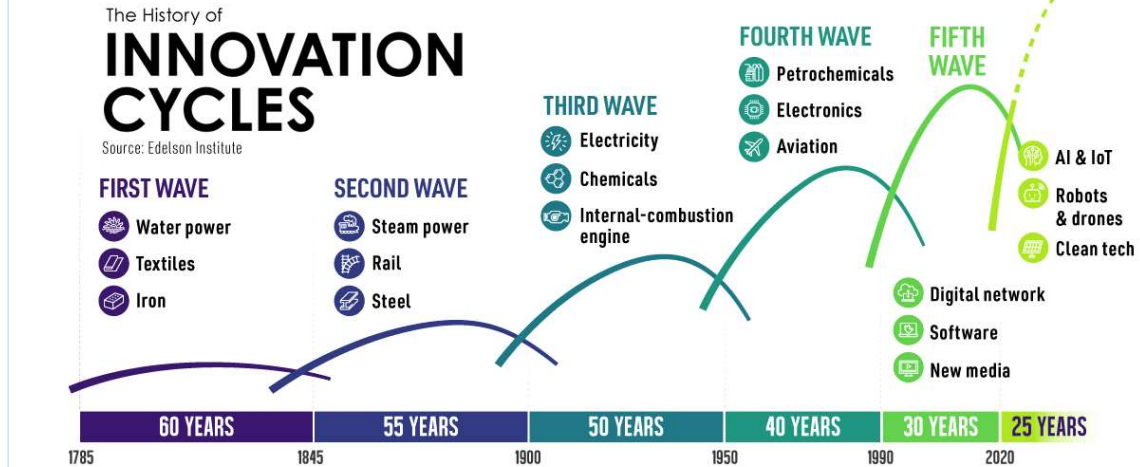 The History of
INNOVATION
CYCLES
Source: Edelson Institute
FIRST WAVE
Water power
Textiles
Iron
SECOND WAVE
Steam power
Rail
Steel
THIRD WAVE
Electricity
Chemicals
Internal-combustion
engine
FOURTH WAVE
Petrochemicals
Electronics
Aviation
FIFTH
WAVE
Digital network
Software
New media
AI & IoT
Robots
& drones
Clean tech
60 YEARS
55 YEARS
50 YEARS
40 YEARS
30 YEARS
25 YEARS
1785
1845
1900
1950
1990
2020